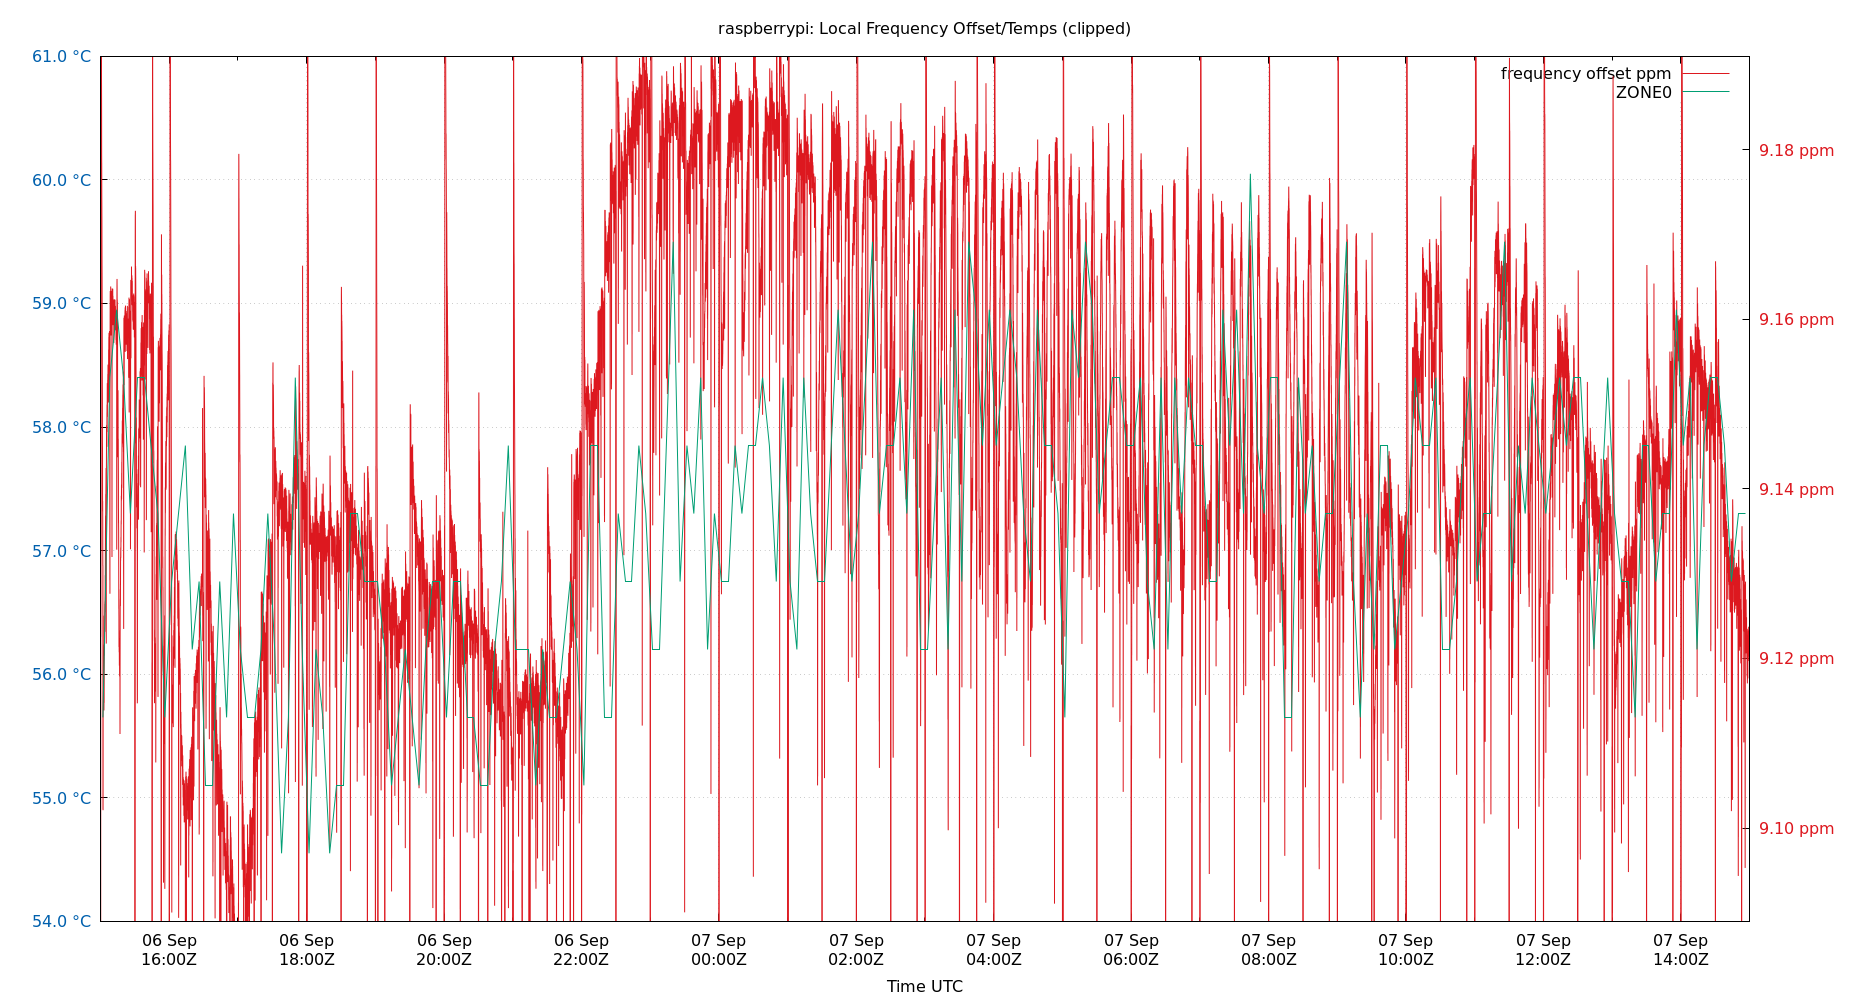 raspberrypi: Local Frequency Offset/Temps (clipped)
61.0 °C
60.0 °C
59.0 °C
58.0 °C
57.0 °C
56.0 °C
55.0 °C
54.0 °C
frequency offset ppm
ZONE0
9.18 ppm
9.16 ppm
9.14 ppm
9.12 ppm
9.10 ppm
06 Sep
16:00Z
06 Sep
18:00Z
06 Sep
20:00Z
06 Sep
22:00Z
07 Sep
00:00Z
07 Sep
02:00Z
07 Sep
04:00Z
07 Sep
06:00Z
07 Sep
08:00Z
07 Sep
10:00Z
07 Sep
12:00Z
07 Sep
14:00Z
Time UTC